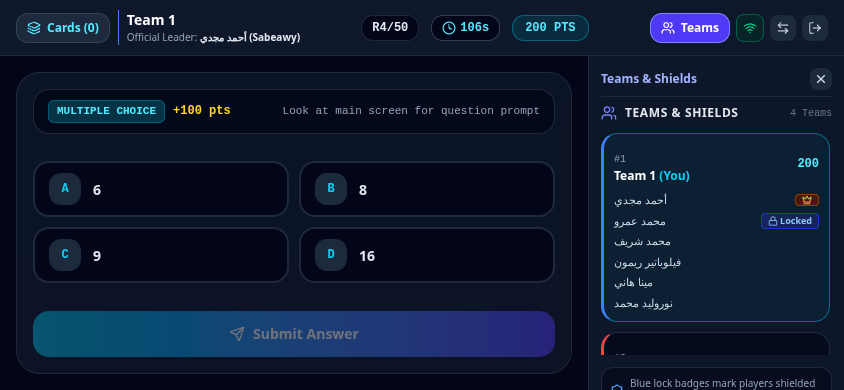 Cards (0)
Team 1
Official Leader: أحمد مجدي (Sabeawy)
R4/50
106s
200 PTS
Teams
MULTIPLE CHOICE
+100 pts
Look at main screen for question prompt
A
6
B
8
C
9
D
16
Submit Answer
Teams & Shields
TEAMS & SHIELDS
4 Teams
#1
200
Team 1 (You)
أحمد مجدي
محمد عمرو
Locked
محمد شريف
فيلوباتير ريمون
مينا هاني
نوروليد محمد
Blue lock badges mark players shielded